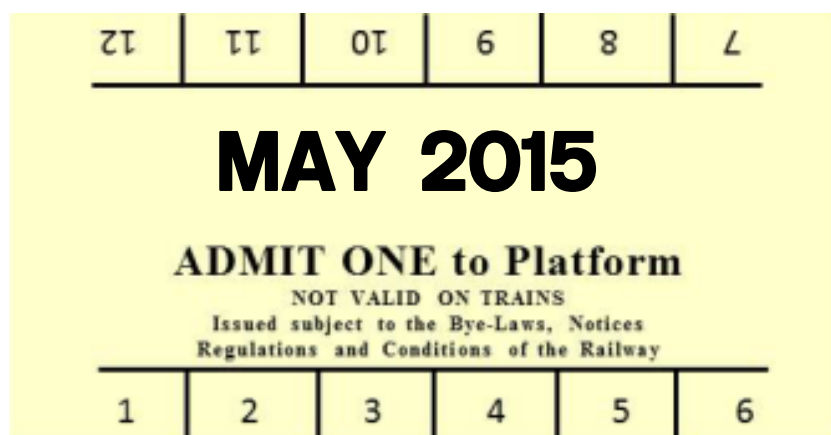 12 11 10 9 8 7
MAY 2015
ADMIT ONE to Platform
NOT VALID ON TRAINS
Issued subject to the Bye-Laws, Notices
Regulations and Conditions of the Railway
1 2 3 4 5 6